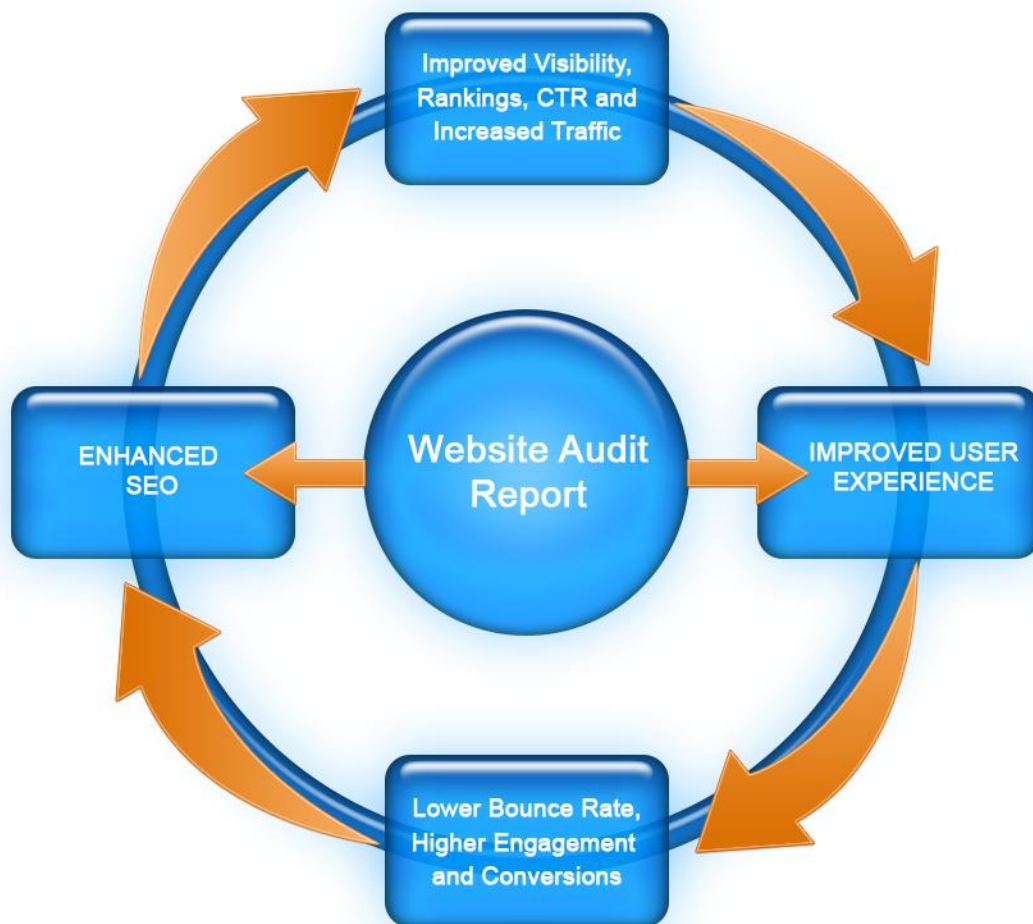 Improved Visibility,
Rankings, CTR and
Increased Traffic
ENHANCED
SEO
Website Audit
Report
IMPROVED USER
EXPERIENCE
Lower Bounce Rate,
Higher Engagement
and Conversions